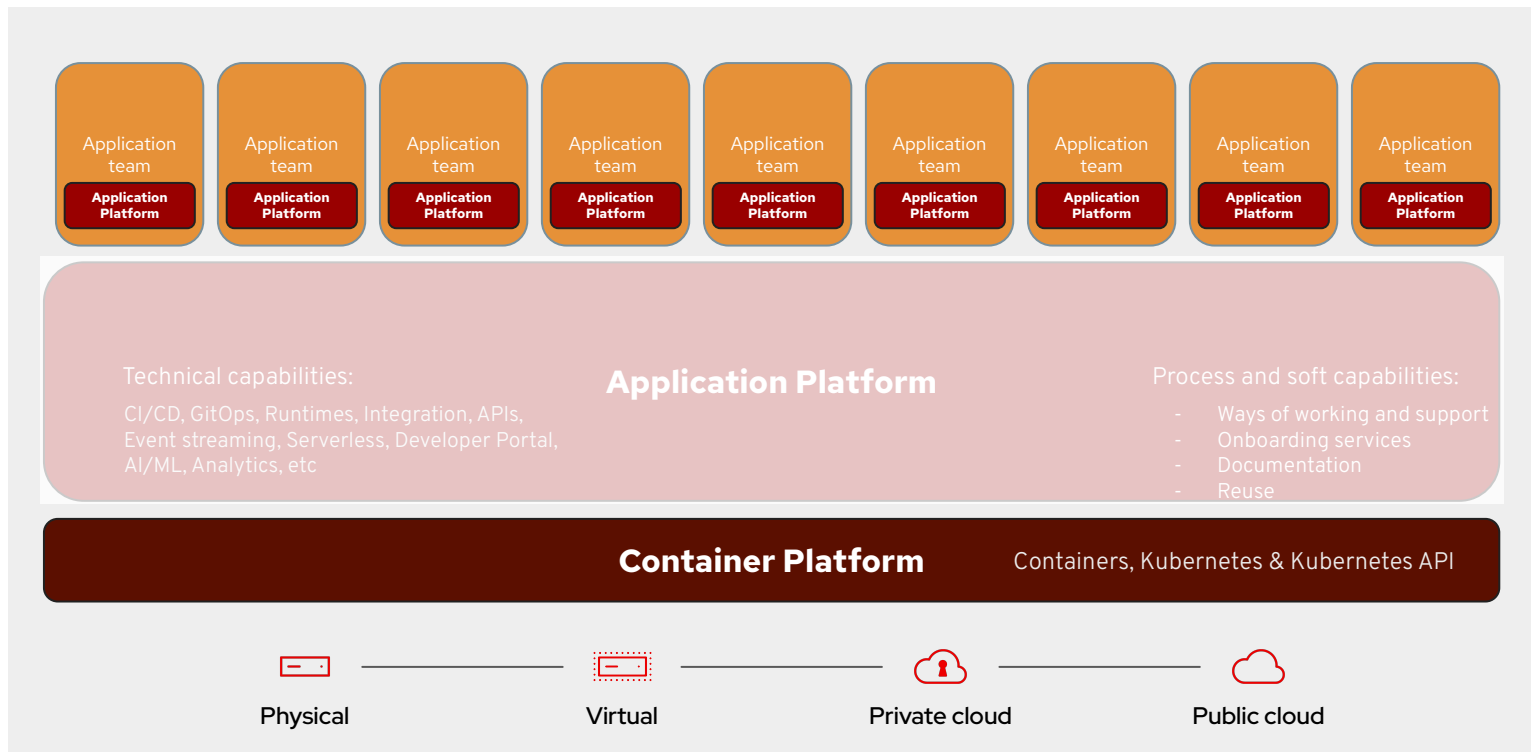 Application
team
Application
Platform
Application
team
Application
Platform
Application
team
Application
Platform
Application
team
Application
Platform
Application
team
Application
Platform
Application
team
Application
Platform
Application
team
Application
Platform
Application
team
Application
Platform
Application
team
Application
Platform
Technical capabilities:
CI/CD, GitOps, Runtimes, Integration, APIs,
Event streaming, Serverless, Developer Portal,
AI/ML, Analytics, etc
Application Platform
Process and soft capabilities:
- Ways of working and support
- Onboarding services
- Documentation
- Reuse
Container Platform
Containers, Kubernetes & Kubernetes API
Physical
Virtual
Private cloud
Public cloud